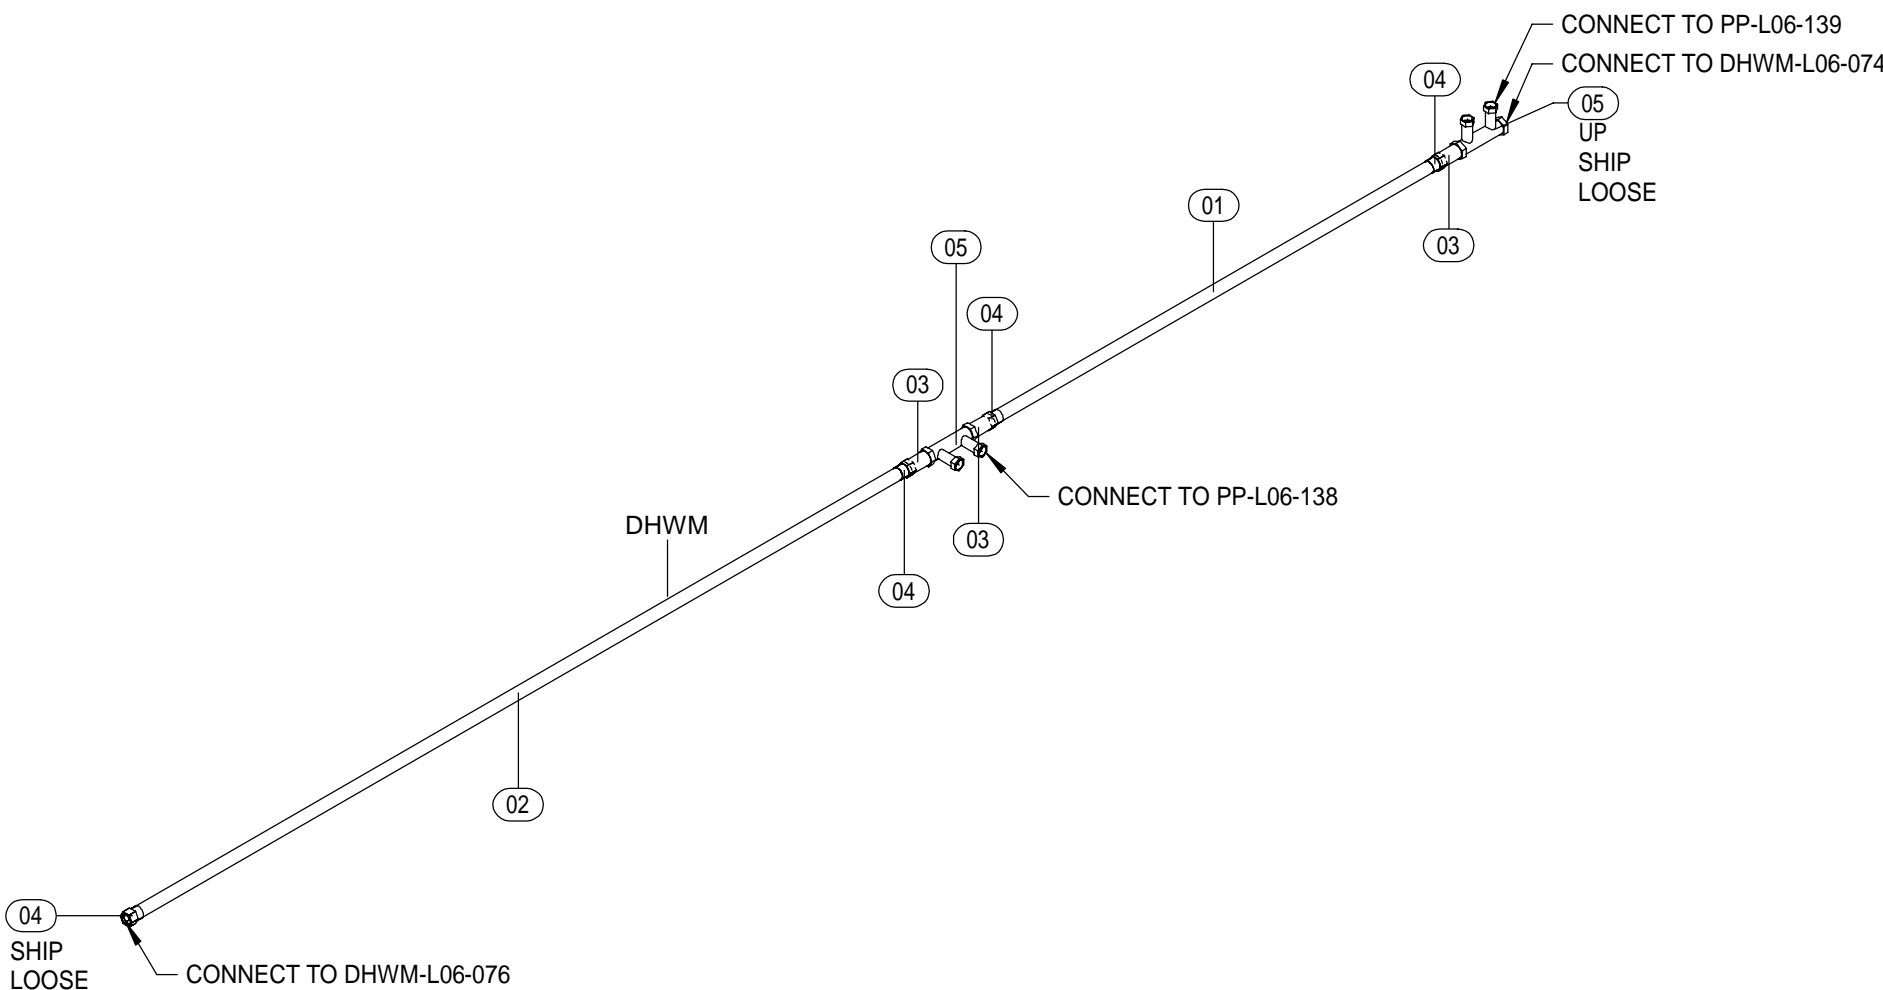 CONNECT TO PP-L06-139
CONNECT TO DHWM-L06-074
04
05
UP
SHIP
LOOSE
01
03
05
04
03
CONNECT TO PP-L06-138
DHWM
03
04
02
04
SHIP
LOOSE
CONNECT TO DHWM-L06-076